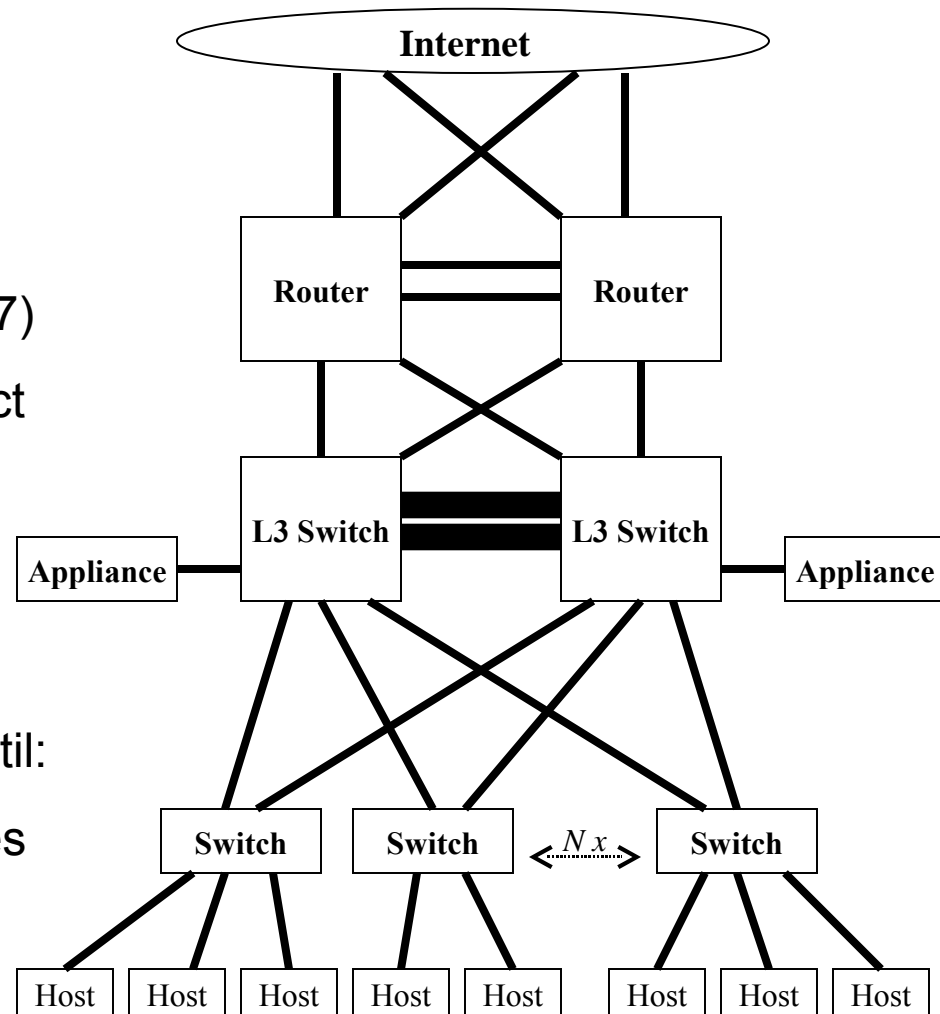 Internet
Router Router
7)
ct
L3 Switch L3 Switch
Appliance Appliance
til:
es
Switch Switch N x Switch
Host Host Host Host Host Host Host Host